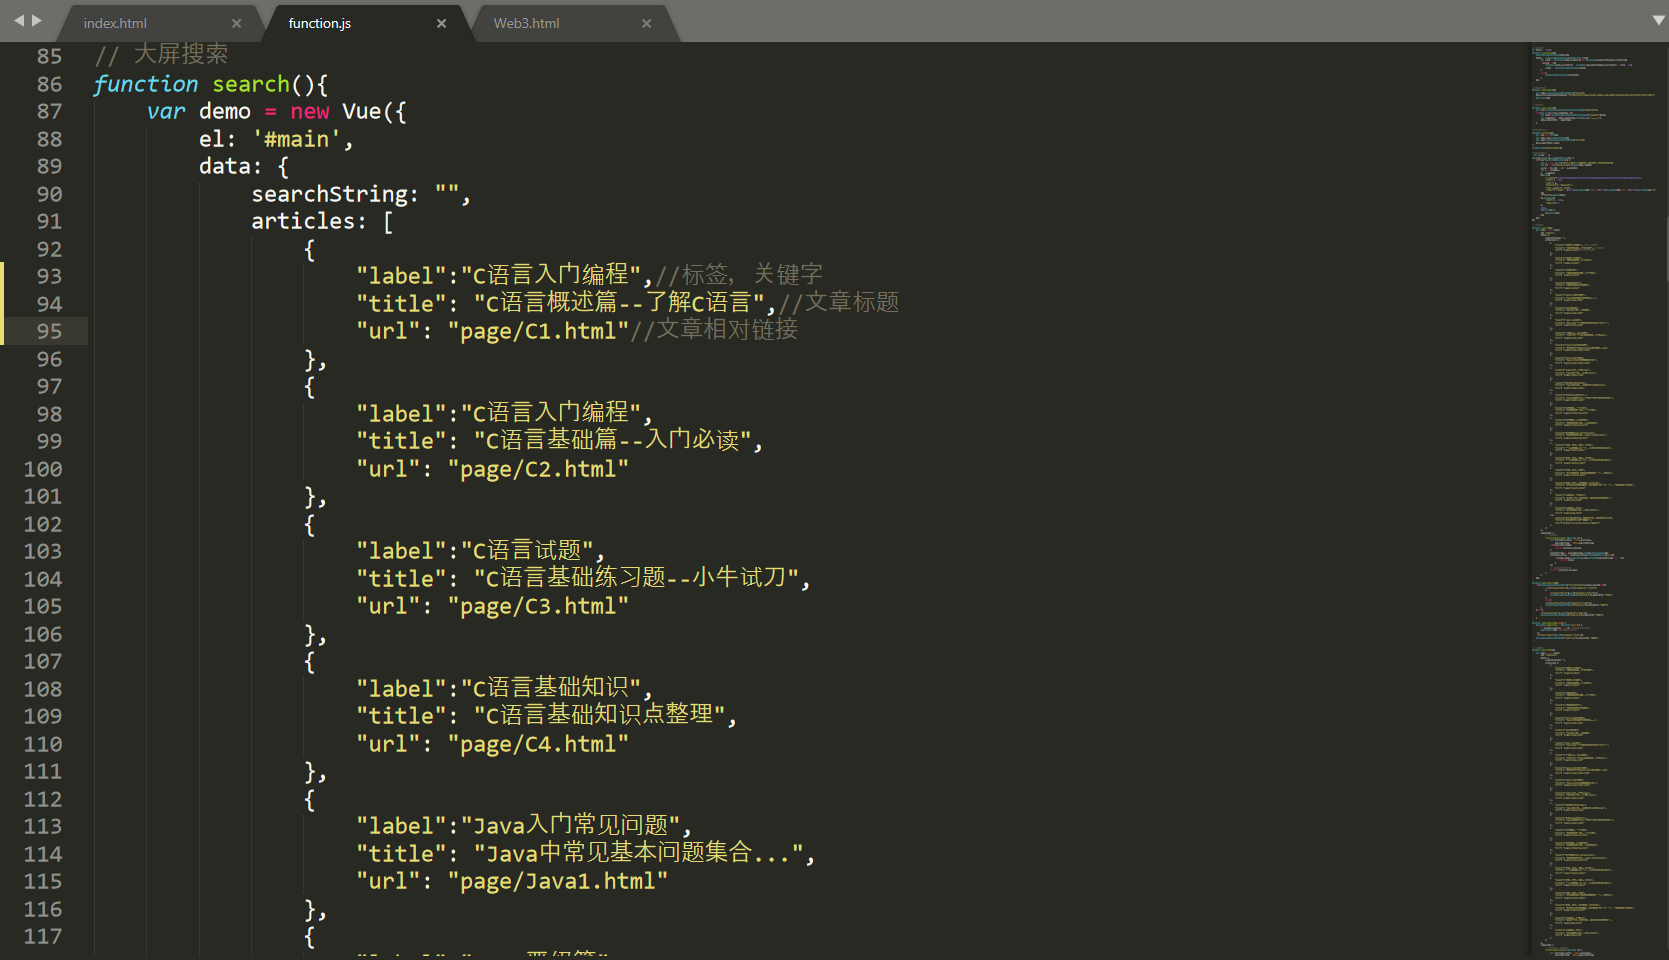 index.html × function.js × Web3.html ×
85 // 大屏搜索
86 function search(){
87 var demo = new Vue({
88 el: '#main',
89 data: {
90 searchString: "",
91 articles: [
92 {
93 "label":"C语言入门编程",//标签，关键字
94 "title": "C语言概述篇--了解C语言",//文章标题
95 "url": "page/C1.html"//文章相对链接
96 },
97 {
98 "label":"C语言入门编程",
99 "title": "C语言基础篇--入门必读",
100 "url": "page/C2.html"
101 },
102 {
103 "label":"C语言试题",
104 "title": "C语言基础练习题--小牛试刀",
105 "url": "page/C3.html"
106 },
107 {
108 "label":"C语言基础知识",
109 "title": "C语言基础知识点整理",
110 "url": "page/C4.html"
111 },
112 {
113 "label":"Java入门常见问题",
114 "title": "Java中常见基本问题集合...",
115 "url": "page/Java1.html"
116 },
117 {